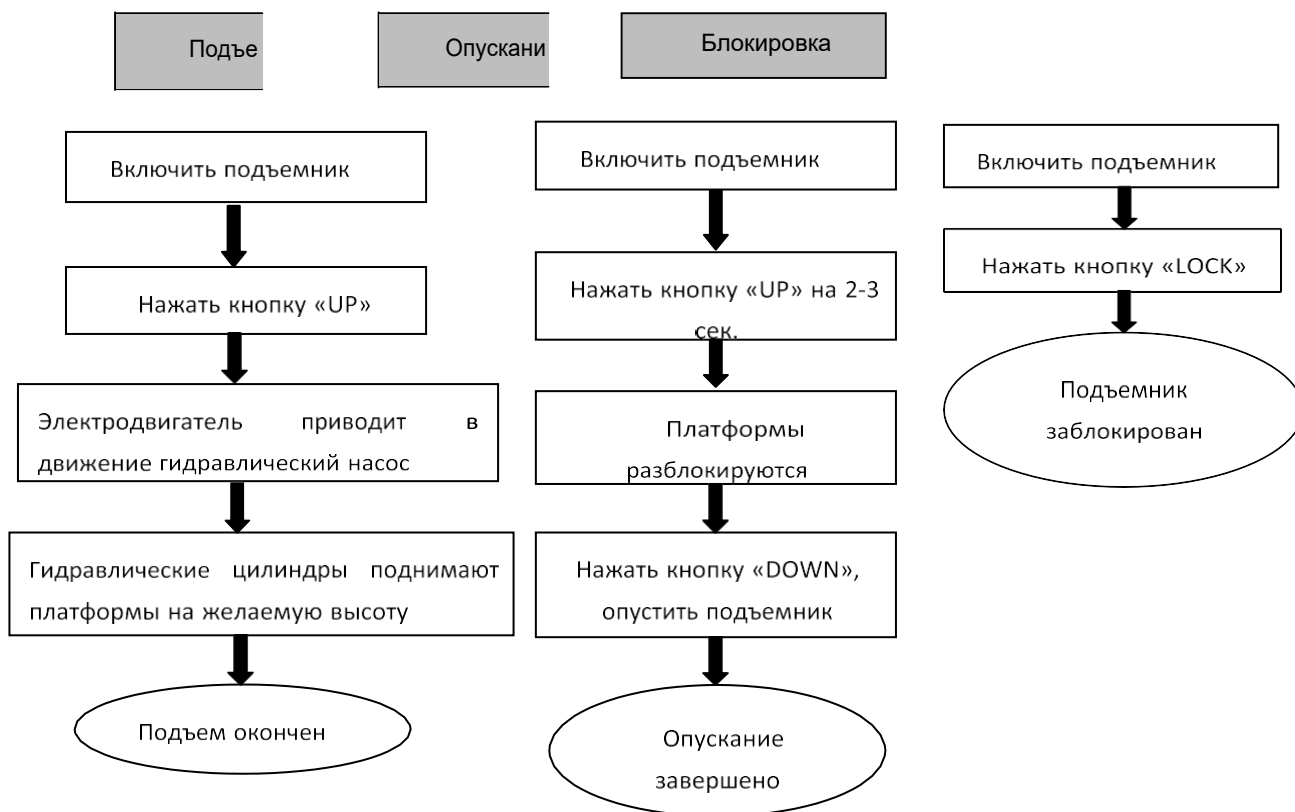 Подъе
Опускани
Блокировка
Включить подъемник
Нажать кнопку «UP»
Электродвигатель приводит в
движение гидравлический насос
Гидравлические цилиндры поднимают
платформы на желаемую высоту
Подъем окончен
Включить подъемник
Нажать кнопку «UP» на 2-3
сек.
Платформы
разблокируются
Нажать кнопку «DOWN»,
опустить подъемник
Опускание
завершено
Включить подъемник
Нажать кнопку «LOCK»
Подъемник
заблокирован